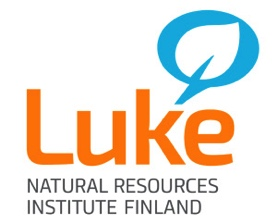 Luke
NATURAL RESOURCES
INSTITUTE FINLAND